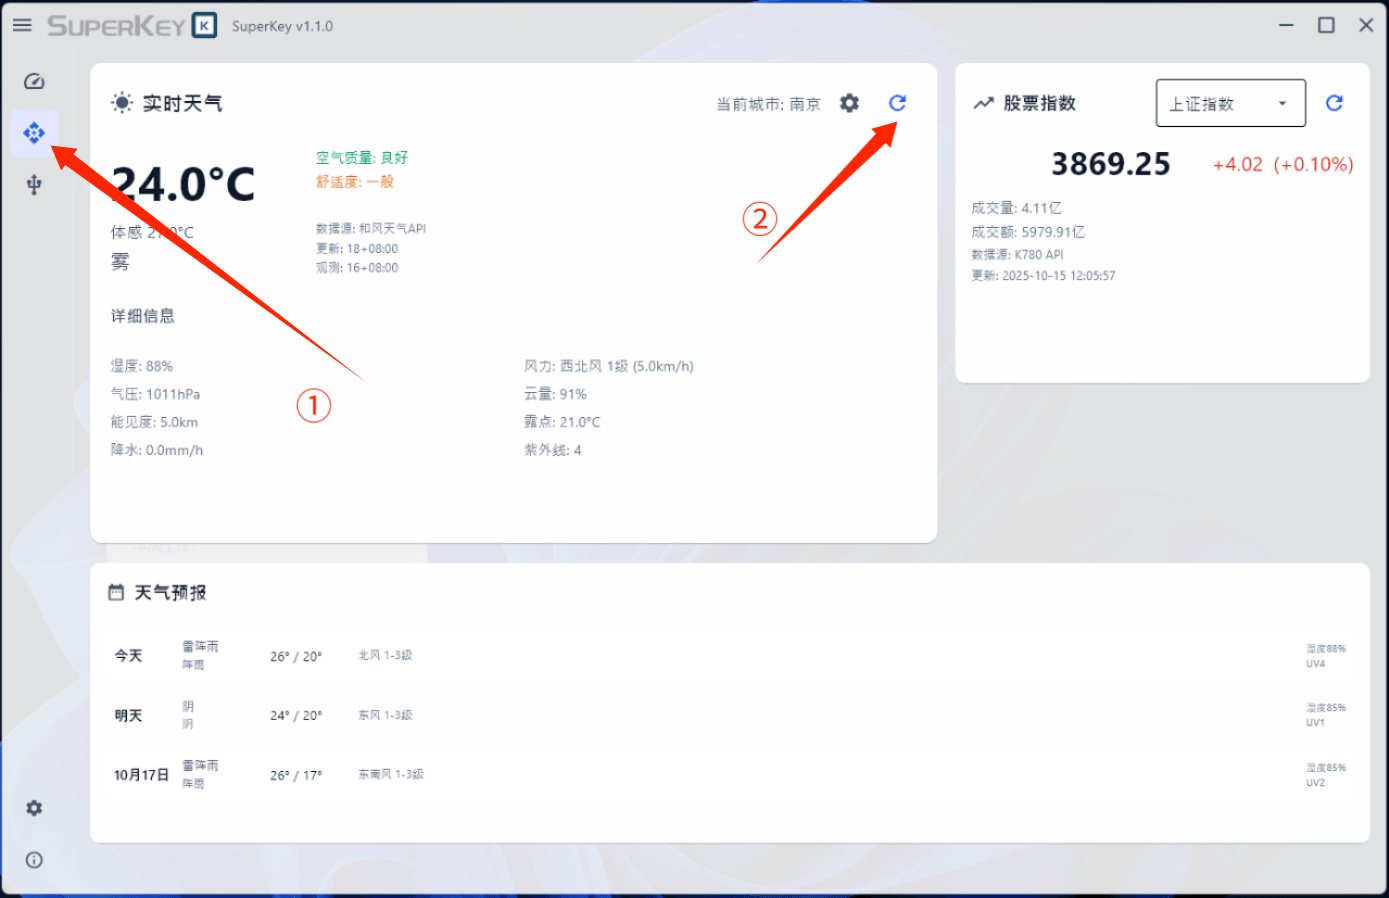 SUPERKEY K SuperKey v1.1.0
实时天气
当前城市: 南京
24.0°C
空气质量: 良好
舒适度: 一般
体感 27.0°C
雾
数据源: 和风天气API
更新: 18+08:00
观测: 16+08:00
①
②
详细信息
湿度: 88%
气压: 1011hPa
能见度: 5.0km
降水: 0.0mm/h
风力: 西北风 1级 (5.0km/h)
云量: 91%
露点: 21.0°C
紫外线: 4
股票指数
上证指数
3869.25 +4.02 (+0.10%)
成交量: 4.11亿
成交额: 5979.91亿
数据源: K780 API
更新: 2025-10-15 12:05:57
天气预报
今天
雷阵雨
阵雨
26° / 20°
北风 1-3级
湿度88%
UV4
明天
阴
阴
24° / 20°
东风 1-3级
湿度85%
UV1
10月17日
雷阵雨
阵雨
26° / 17°
东南风 1-3级
湿度85%
UV2